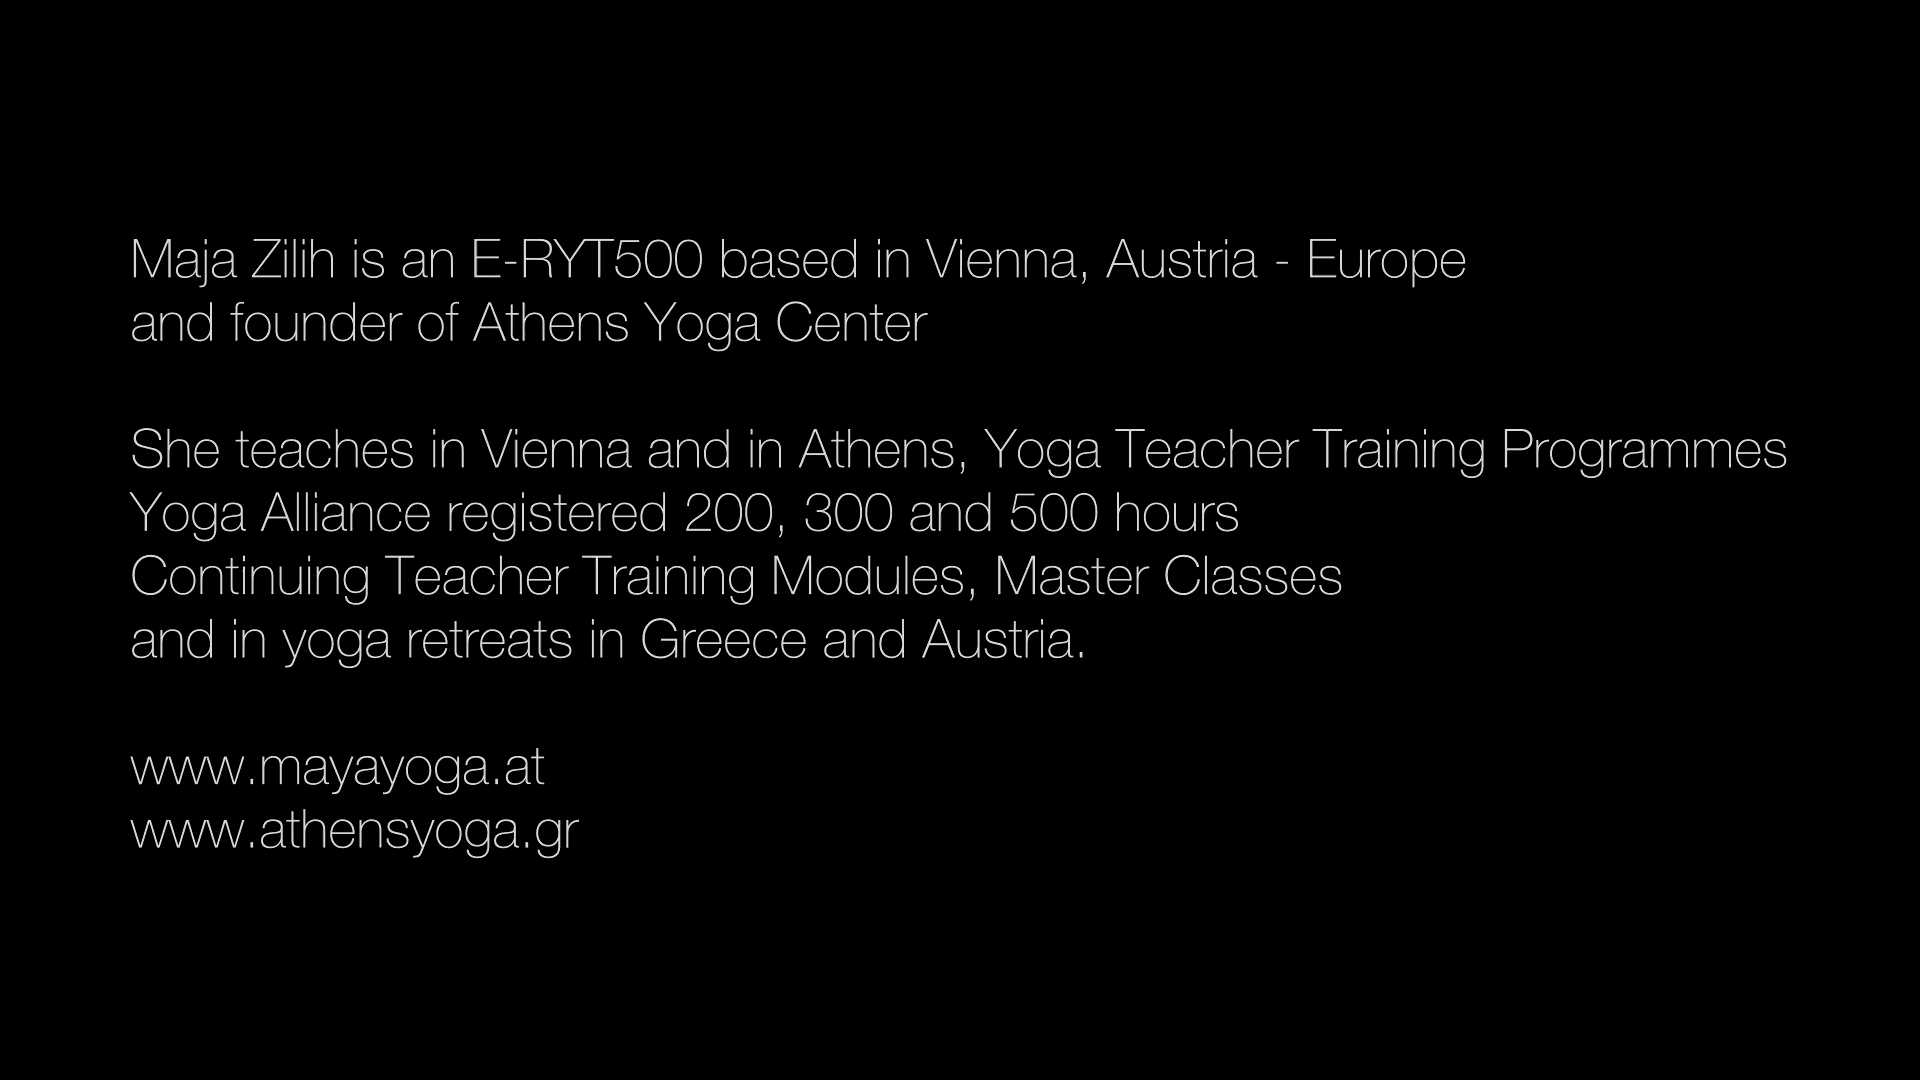 Maja Zilih is an E-RYT500 based in Vienna, Austria - Europe
and founder of Athens Yoga Center
She teaches in Vienna and in Athens, Yoga Teacher Training Programmes
Yoga Alliance registered 200, 300 and 500 hours
Continuing Teacher Training Modules, Master Classes
and in yoga retreats in Greece and Austria.
www.mayayoga.at
www.athensyoga.gr